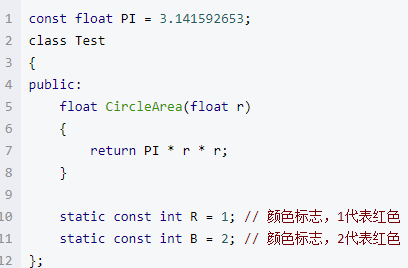 1 const float PI = 3.141592653;
2 class Test
3 {
4 public:
5     float CircleArea(float r)
6     {
7         return PI * r * r;
8     }
9
10     static const int R = 1; // 颜色标志，1代表红色
11     static const int B = 2; // 颜色标志，2代表红色
12 };